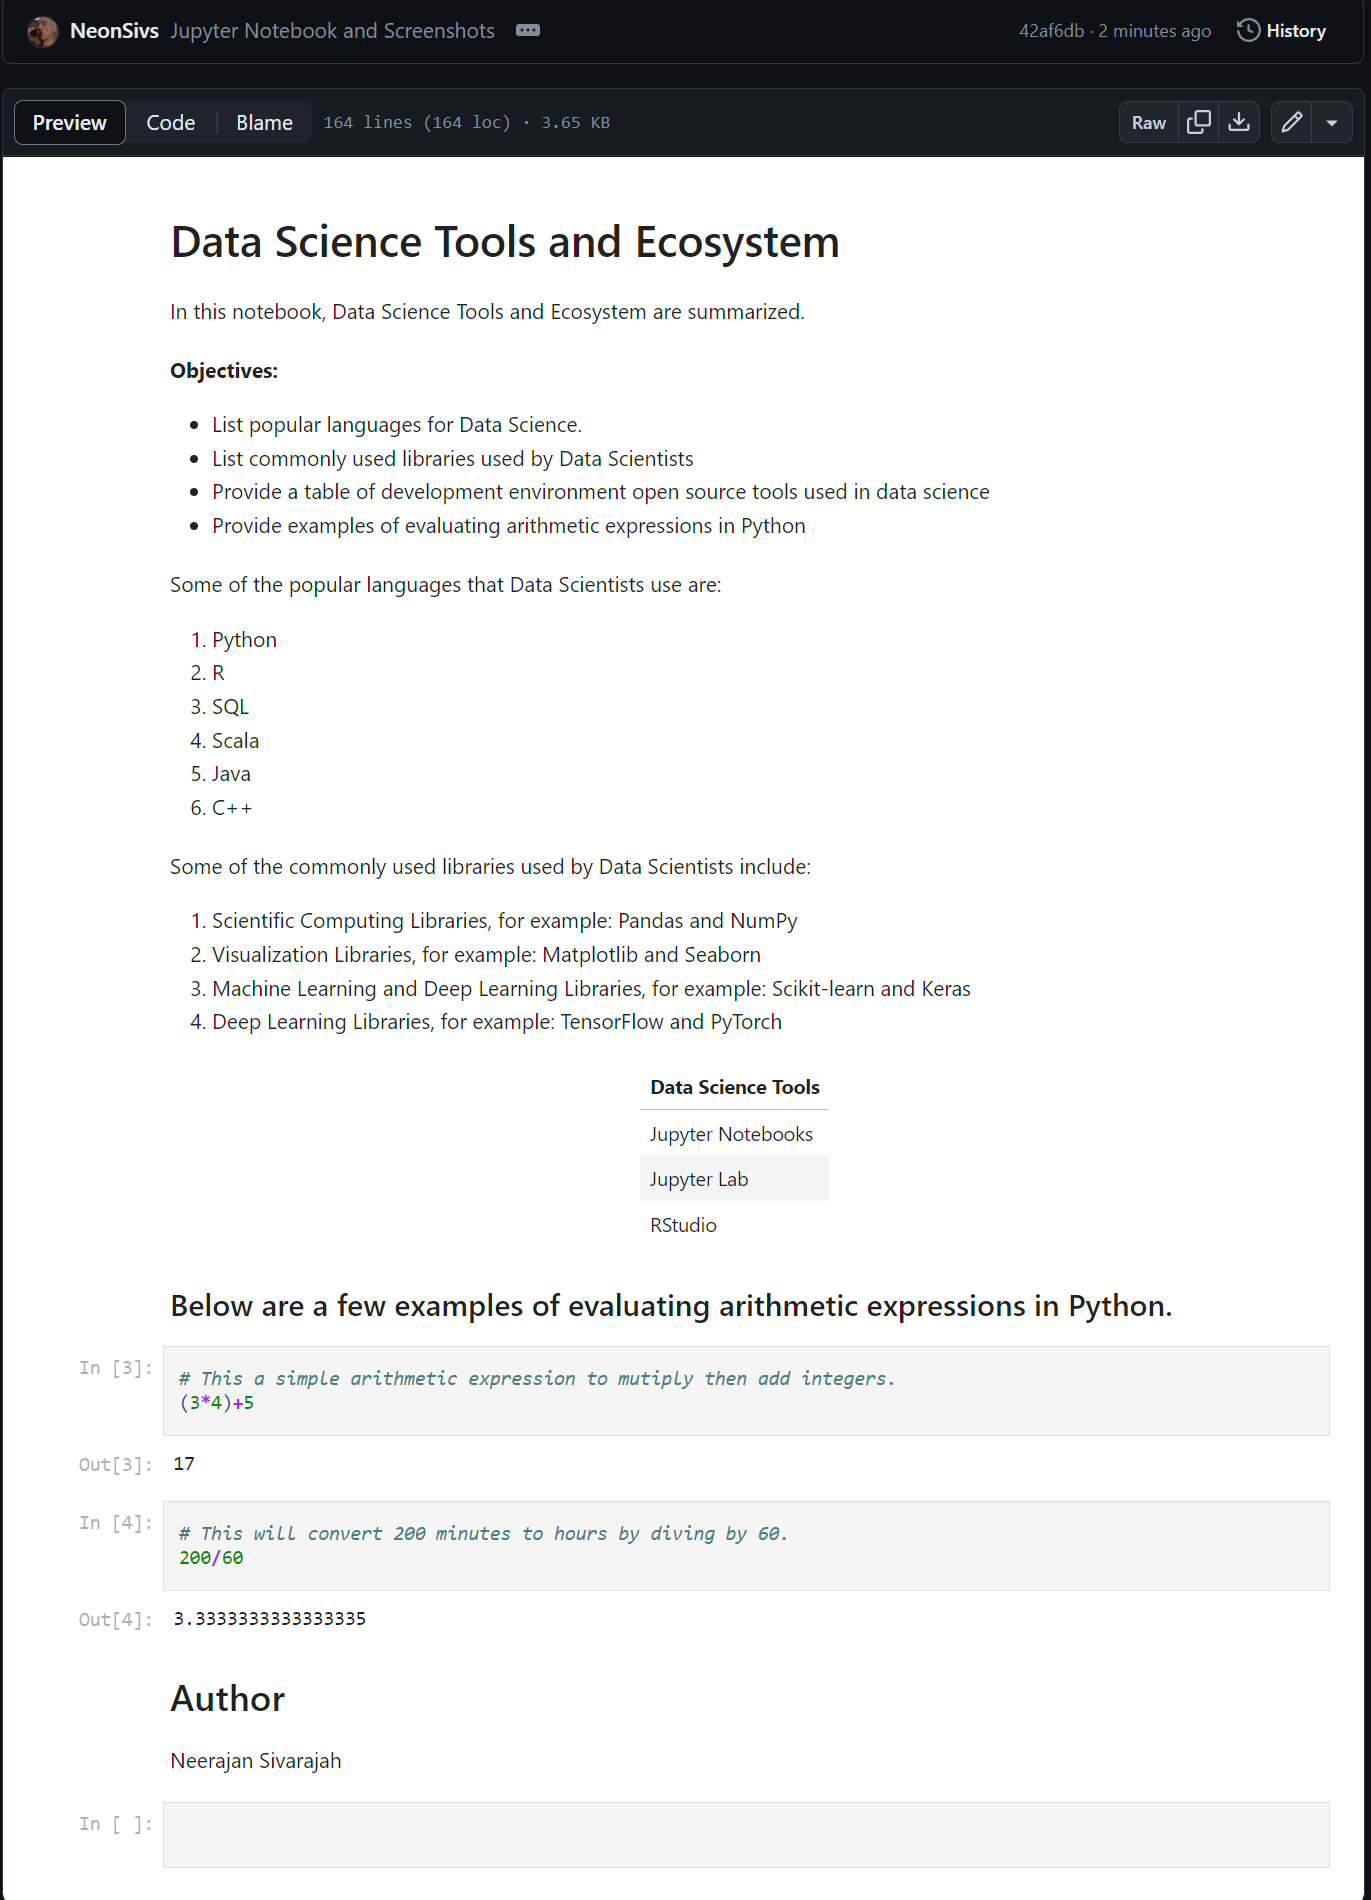 NeonSivs Jupyter Notebook and Screenshots 42af6db · 2 minutes ago History
Preview Code Blame 164 lines (164 loc) · 3.65 KB Raw
Data Science Tools and Ecosystem
In this notebook, Data Science Tools and Ecosystem are summarized.
Objectives:
• List popular languages for Data Science.
• List commonly used libraries used by Data Scientists
• Provide a table of development environment open source tools used in data science
• Provide examples of evaluating arithmetic expressions in Python
Some of the popular languages that Data Scientists use are:
1. Python
2. R
3. SQL
4. Scala
5. Java
6. C++
Some of the commonly used libraries used by Data Scientists include:
1. Scientific Computing Libraries, for example: Pandas and NumPy
2. Visualization Libraries, for example: Matplotlib and Seaborn
3. Machine Learning and Deep Learning Libraries, for example: Scikit-learn and Keras
4. Deep Learning Libraries, for example: TensorFlow and PyTorch
Data Science Tools
Jupyter Notebooks
Jupyter Lab
RStudio
Below are a few examples of evaluating arithmetic expressions in Python.
In [3]: # This a simple arithmetic expression to mutiply then add integers.
(3*4)+5
Out[3]: 17
In [4]: # This will convert 200 minutes to hours by diving by 60.
200/60
Out[4]: 3.3333333333333335
Author
Neerajan Sivarajah
In [ ]: